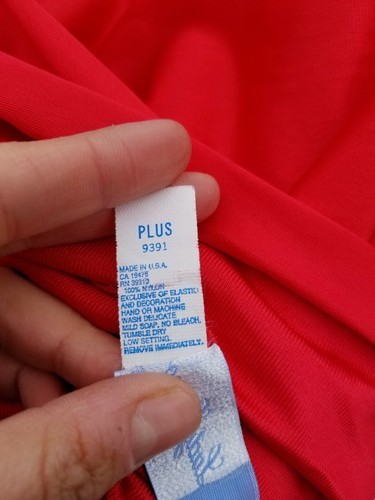 PLUS
9391
MADE IN U.S.A.
CA 19476
RN 39310
100% NYLON
EXCLUSIVE OF ELASTIC
AND DECORATION
HAND OR MACHINE
WASH DELICATE
MILD SOAP, NO BLEACH,
TUMBLE DRY
LOW SETTING.
REMOVE IMMEDIATELY.